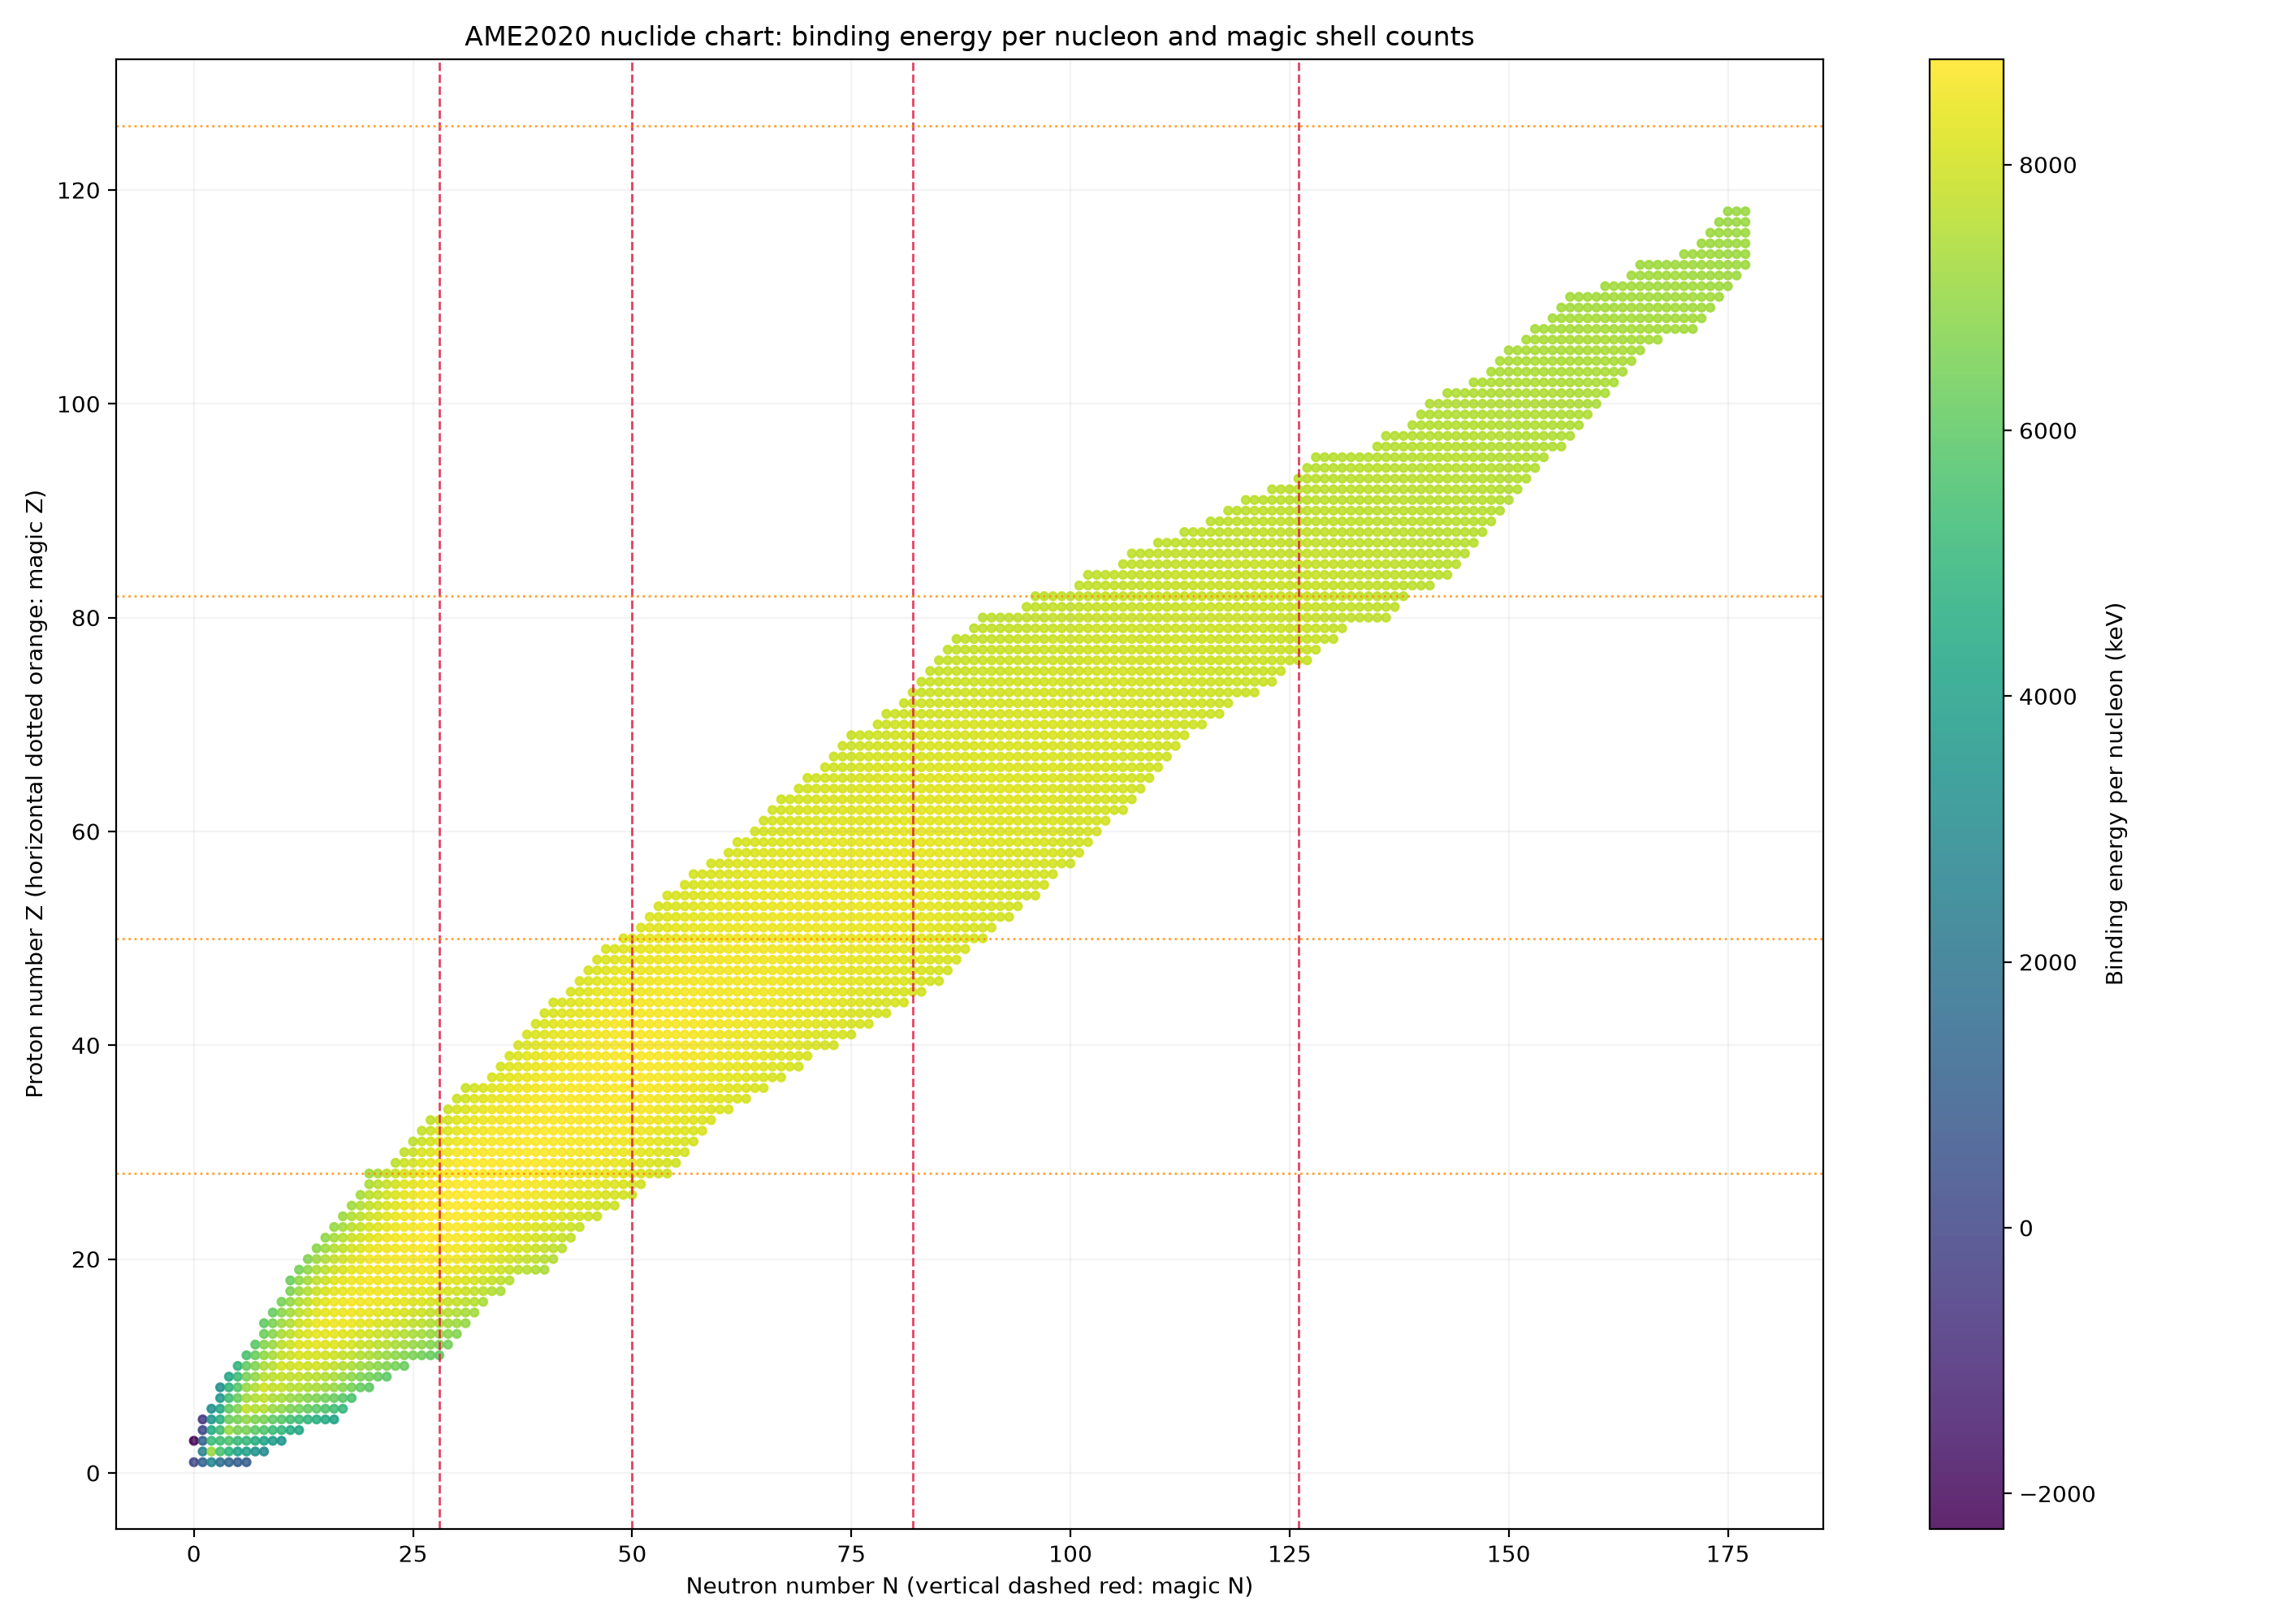 AME2020 nuclide chart: binding energy per nucleon and magic shell counts
Proton number Z (horizontal dotted orange: magic Z)
120
100
80
60
40
20
0
0 25 50 75 100 125 150 175
Neutron number N (vertical dashed red: magic N)
8000
6000
4000
2000
0
−2000
Binding energy per nucleon (keV)